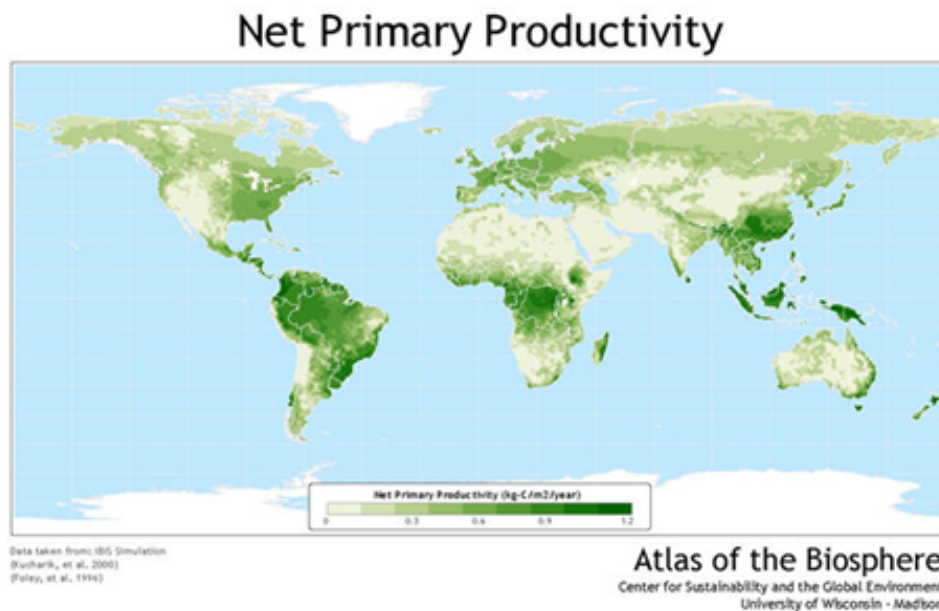 Net Primary Productivity
Net Primary Productivity (kg-C/m2/year)
0 0.3 0.6 0.9 1.2
Data taken from: IBIS Simulation
(Kucharik, et al. 2000)
(Foley, et al. 1996)
Atlas of the Biosphere
Center for Sustainability and the Global Environmen
University of Wisconsin - Madiso